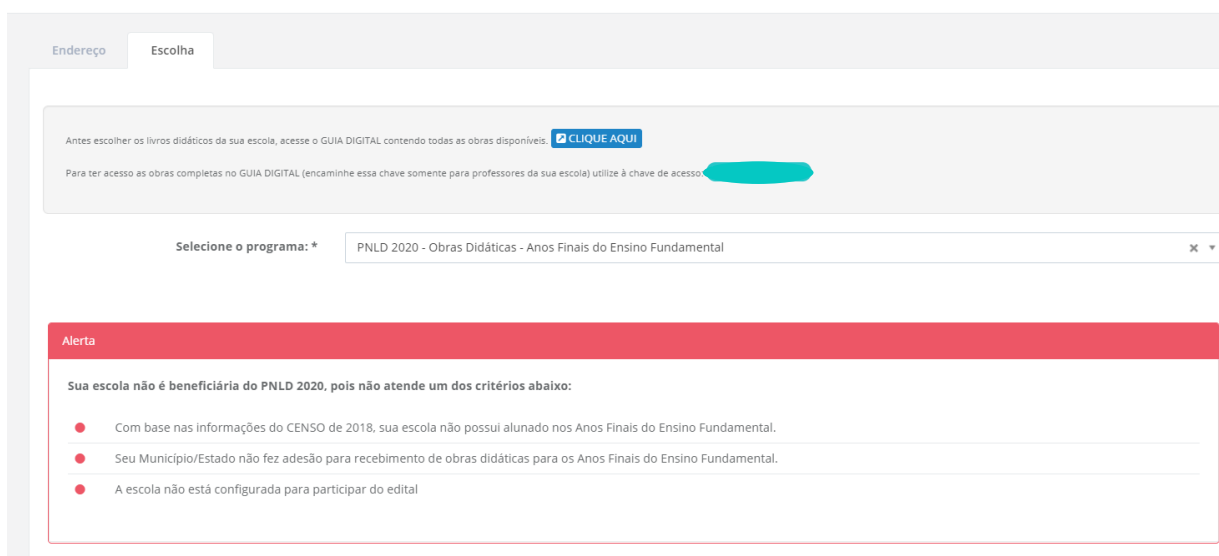 Endereço Escolha
Antes escolher os livros didáticos da sua escola, acesse o GUIA DIGITAL contendo todas as obras disponíveis. CLIQUE AQUI
Para ter acesso as obras completas no GUIA DIGITAL (encaminhe essa chave somente para professores da sua escola) utilize à chave de acesso:
Selecione o programa: * PNLD 2020 - Obras Didáticas - Anos Finais do Ensino Fundamental
Alerta
Sua escola não é beneficiária do PNLD 2020, pois não atende um dos critérios abaixo:
Com base nas informações do CENSO de 2018, sua escola não possui alunado nos Anos Finais do Ensino Fundamental.
Seu Município/Estado não fez adesão para recebimento de obras didáticas para os Anos Finais do Ensino Fundamental.
A escola não está configurada para participar do edital